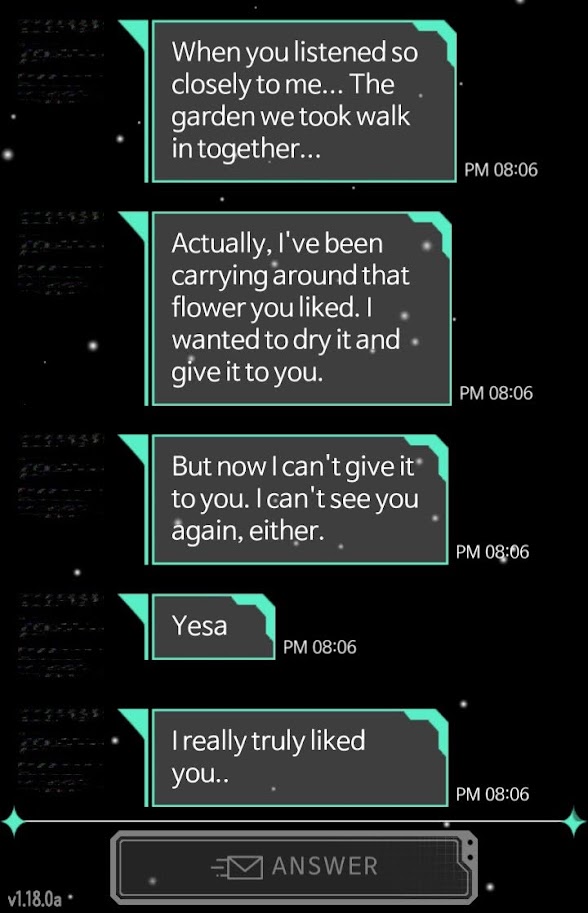 When you listened so
closely to me... The
garden we took walk
in together...
PM 08:06
Actually, I've been
carrying around that
flower you liked. I
wanted to dry it and
give it to you.
PM 08:06
But now I can't give it
to you. I can't see you
again, either.
PM 08:06
Yesa
PM 08:06
I really truly liked
you..
PM 08:06
ANSWER
v1.18.0a